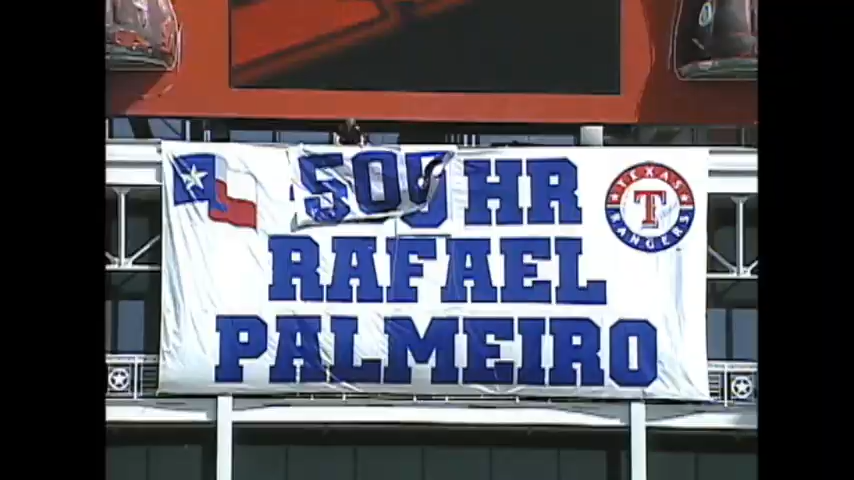 500 HR
TEXAS
T
RANGERS
RAFAEL
PALMEIRO